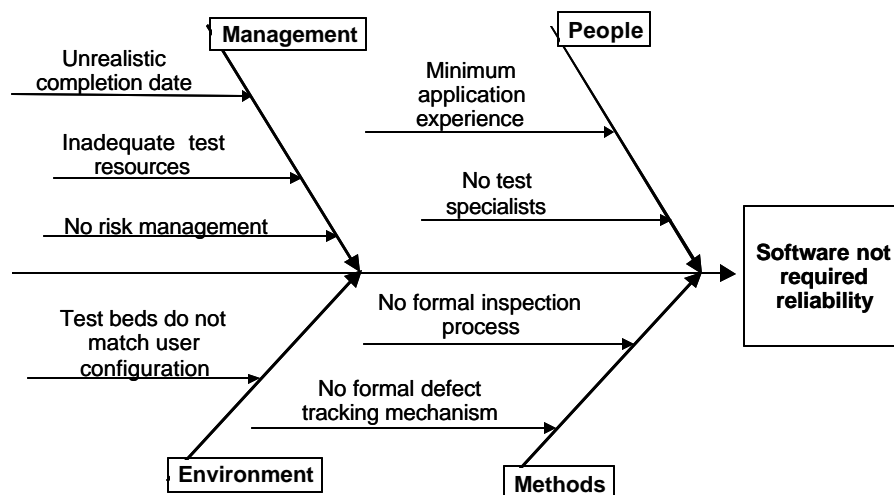 Management
People
Unrealistic
completion date
Minimum
application
experience
Inadequate test
resources
No test
specialists
No risk management
Software not
required
reliability
Test beds do not
match user
configuration
No formal inspection
process
No formal defect
tracking mechanism
Environment
Methods